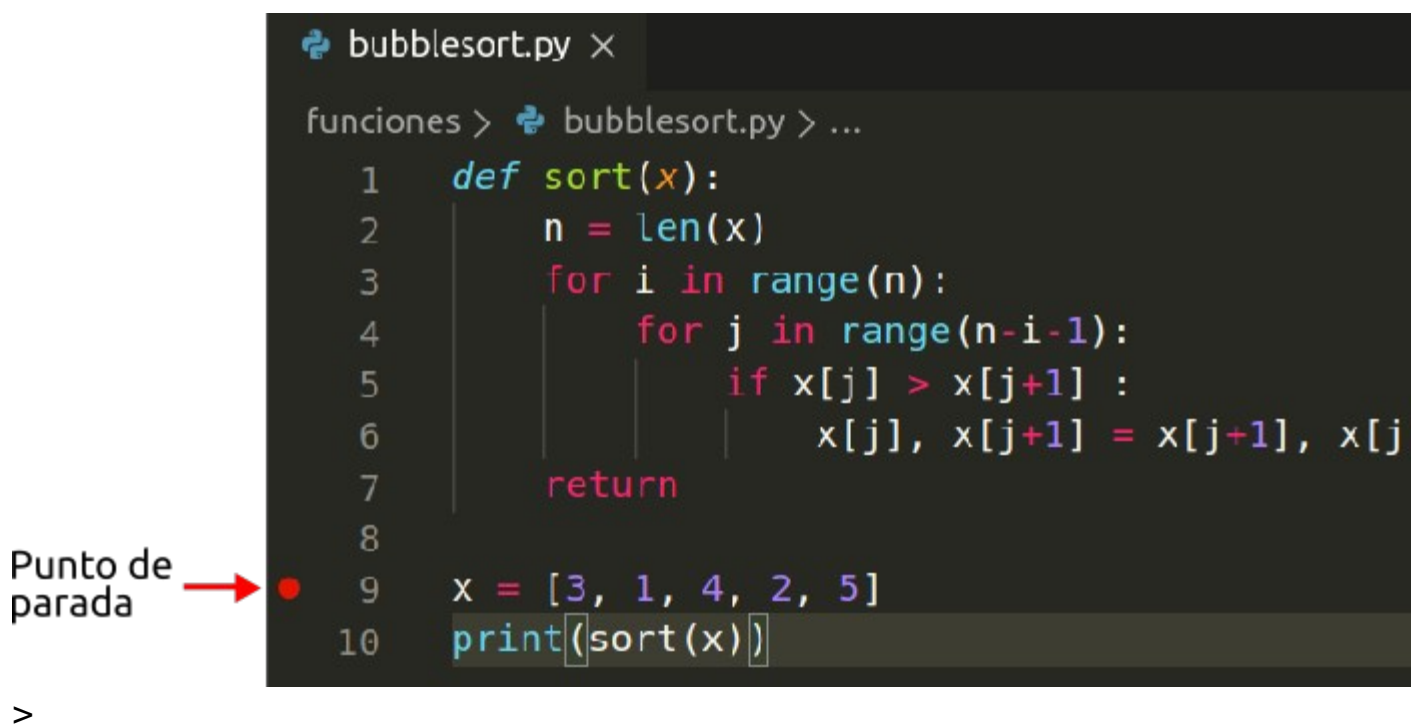 bubblesort.py ×
funciones > bubblesort.py > ...
1 def sort(x):
2 n = len(x)
3 for i in range(n):
4 for j in range(n-i-1):
5 if x[j] > x[j+1] :
6 x[j], x[j+1] = x[j+1], x[j
7 return
8
Punto de
parada
9 x = [3, 1, 4, 2, 5]
10 print(sort(x))
>